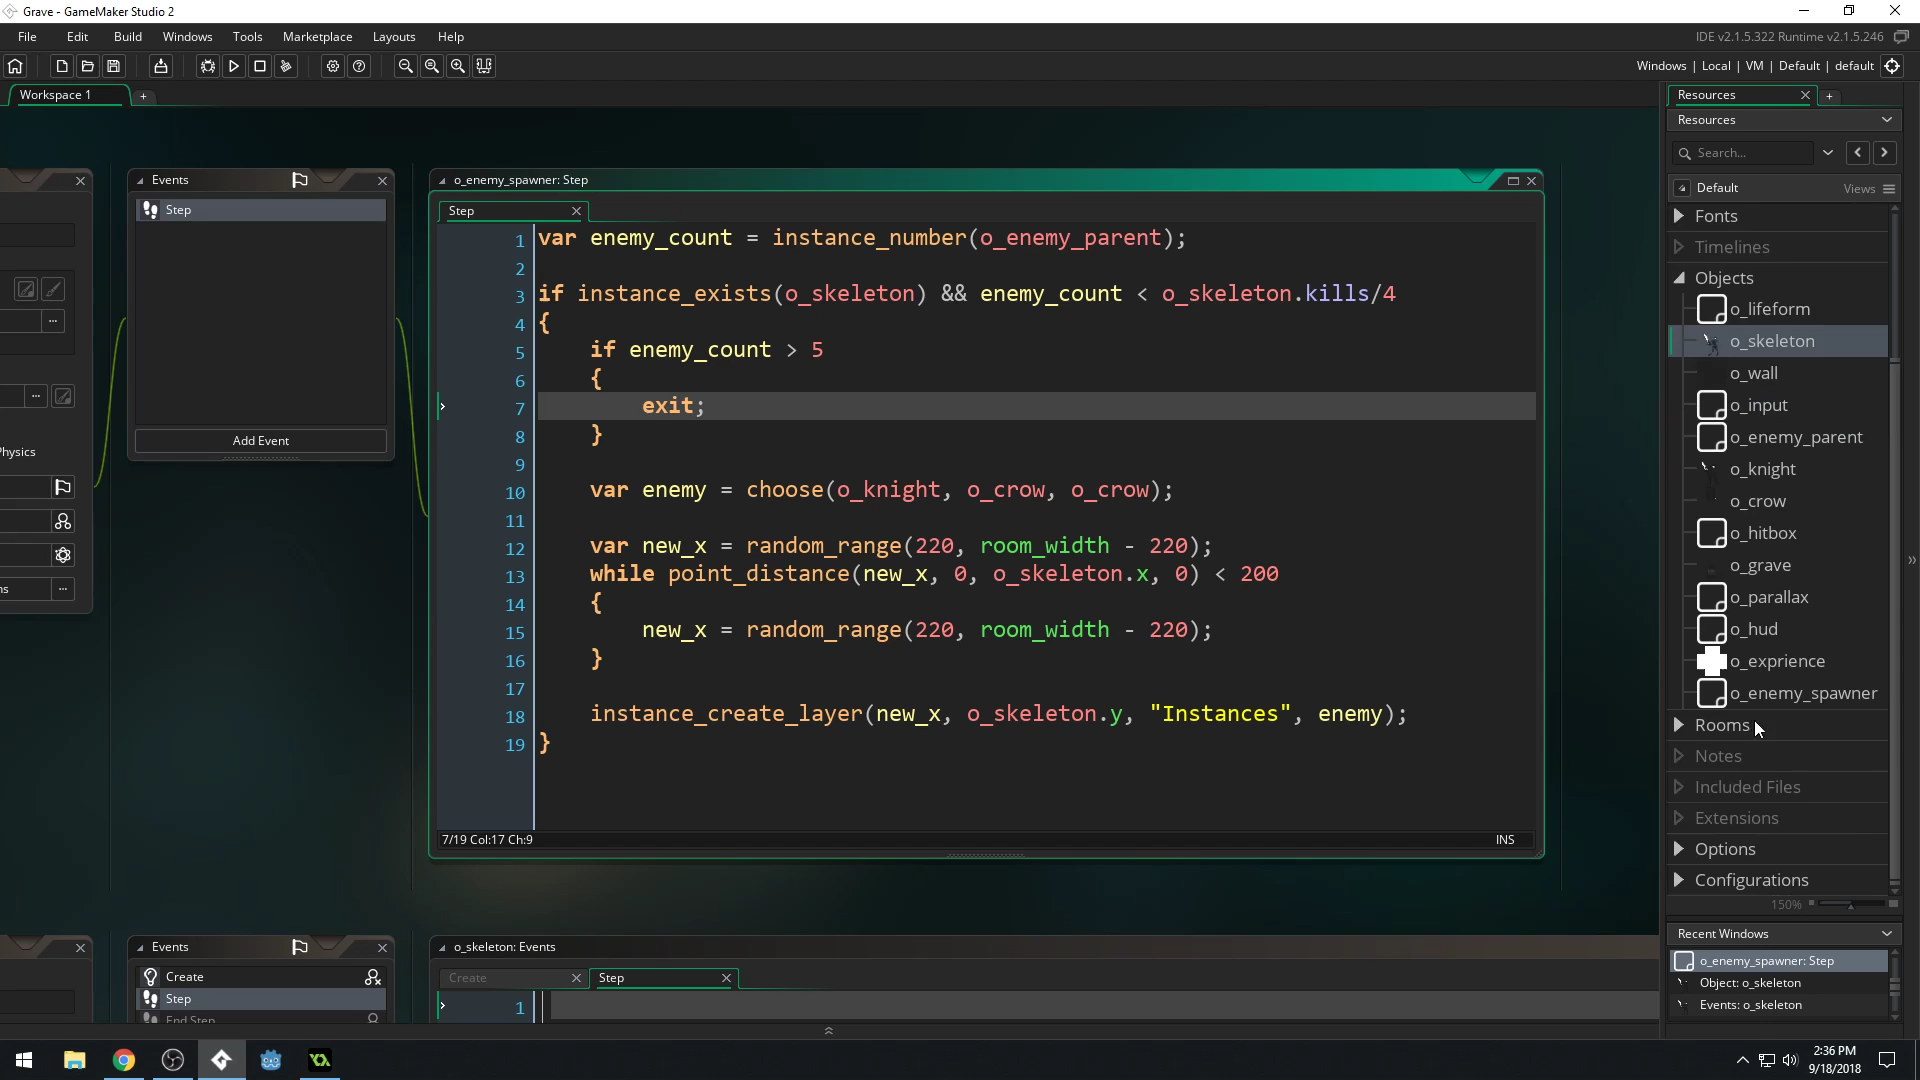 Grave - GameMaker Studio 2
File Edit Build Windows Tools Marketplace Layouts Help
IDE v2.1.5.322 Runtime v2.1.5.246
Windows | Local | VM | Default | default
Workspace 1
Resources
Resources
Search...
Default Views
Fonts
Timelines
Objects
o_lifeform
o_skeleton
o_wall
o_input
o_enemy_parent
o_knight
o_crow
o_hitbox
o_grave
o_parallax
o_hud
o_exprience
o_enemy_spawner
Rooms
Notes
Included Files
Extensions
Options
Configurations
150%
Recent Windows
o_enemy_spawner: Step
Object: o_skeleton
Events: o_skeleton
Physics
ns
Events
Step
Add Event
o_enemy_spawner: Step
Step
1 var enemy_count = instance_number(o_enemy_parent);
2
3 if instance_exists(o_skeleton) && enemy_count < o_skeleton.kills/4
4 {
5 if enemy_count > 5
6 {
7 exit;
8 }
9
10 var enemy = choose(o_knight, o_crow, o_crow);
11
12 var new_x = random_range(220, room_width - 220);
13 while point_distance(new_x, 0, o_skeleton.x, 0) < 200
14 {
15 new_x = random_range(220, room_width - 220);
16 }
17
18 instance_create_layer(new_x, o_skeleton.y, "Instances", enemy);
19 }
7/19 Col:17 Ch:9 INS
Events
Create
Step
End Step
o_skeleton: Events
Create Step
1
2:36 PM
9/18/2018